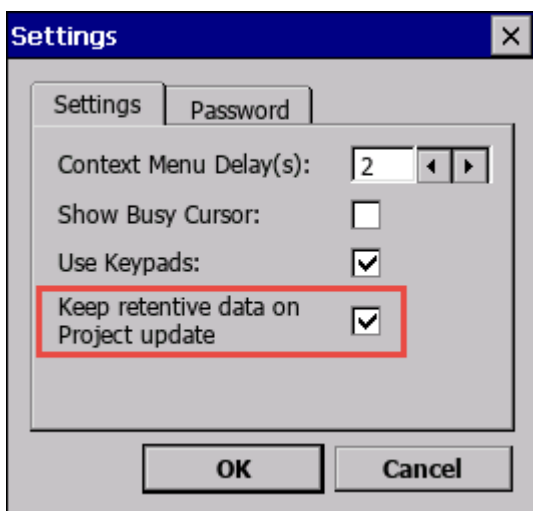 Settings
Settings
Password
Context Menu Delay(s):
2
Show Busy Cursor:
Use Keypads:
Keep retentive data on
Project update
OK
Cancel